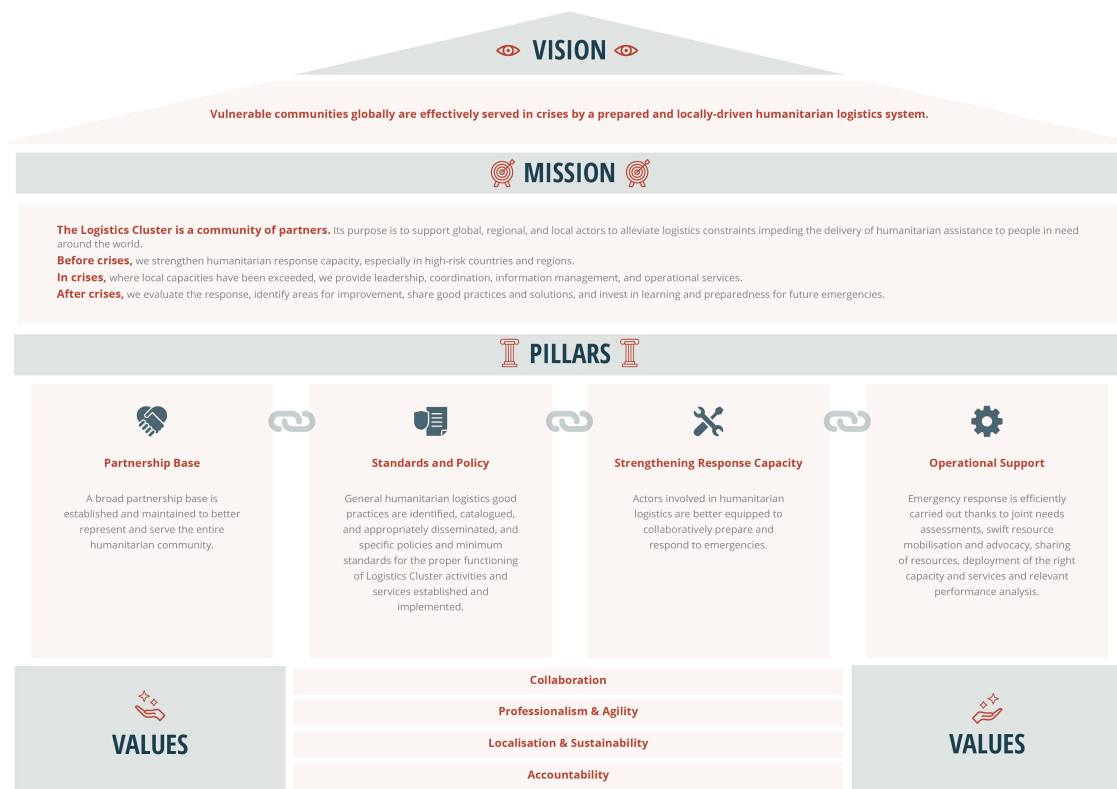 VISION
Vulnerable communities globally are effectively served in crises by a prepared and locally-driven humanitarian logistics system.
MISSION
The Logistics Cluster is a community of partners. Its purpose is to support global, regional, and local actors to alleviate logistics constraints impeding the delivery of humanitarian assistance to people in need
around the world.
Before crises, we strengthen humanitarian response capacity, especially in high-risk countries and regions.
In crises, where local capacities have been exceeded, we provide leadership, coordination, information management, and operational services.
After crises, we evaluate the response, identify areas for improvement, share good practices and solutions, and invest in learning and preparedness for future emergencies.
PILLARS
Partnership Base
A broad partnership base is
established and maintained to better
represent and serve the entire
humanitarian community.
Standards and Policy
General humanitarian logistics good
practices are identified, catalogued,
and appropriately disseminated, and
specific policies and minimum
standards for the proper functioning
of Logistics Cluster activities and
services established and
implemented.
Strengthening Response Capacity
Actors involved in humanitarian
logistics are better equipped to
collaboratively prepare and
respond to emergencies.
Operational Support
Emergency response is efficiently
carried out thanks to joint needs
assessments, swift resource
mobilisation and advocacy, sharing
of resources, deployment of the right
capacity and services and relevant
performance analysis.
VALUES
Collaboration
Professionalism & Agility
Localisation & Sustainability
Accountability
VALUES